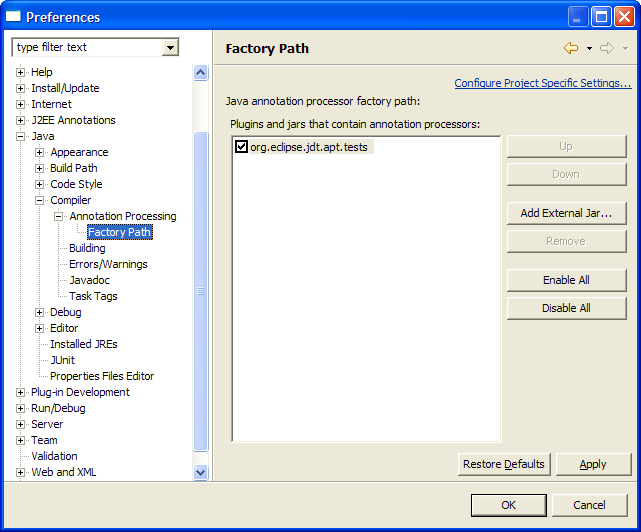 Preferences
type filter text
Help
Install/Update
Internet
J2EE Annotations
Java
Appearance
Build Path
Code Style
Compiler
Annotation Processing
Factory Path
Building
Errors/Warnings
Javadoc
Task Tags
Debug
Editor
Installed JREs
JUnit
Properties Files Editor
Plug-in Development
Run/Debug
Server
Team
Validation
Web and XML
Factory Path
Configure Project Specific Settings...
Java annotation processor factory path:
Plugins and jars that contain annotation processors:
org.eclipse.jdt.apt.tests
Up
Down
Add External Jar...
Remove
Enable All
Disable All
Restore Defaults
Apply
OK
Cancel